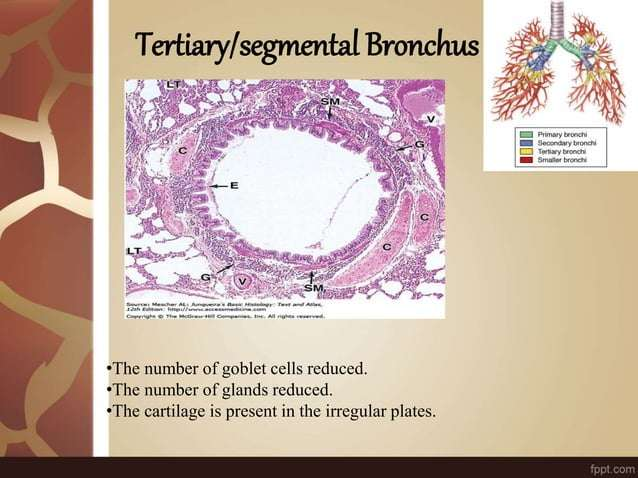 Tertiary/segmental Bronchus
LT
SM
V
C
G
E
C
C
LT
G
V
SM
Source: Mescher AL: Junqueira's Basic Histology: Text and Atlas,
12th Edition: http://www.accessmedicine.com
Copyright © The McGraw-Hill Companies, Inc. All rights reserved.
Primary bronchi
Secondary bronchi
Tertiary bronchi
Smaller bronchi
•The number of goblet cells reduced.
•The number of glands reduced.
•The cartilage is present in the irregular plates.
fppt.com